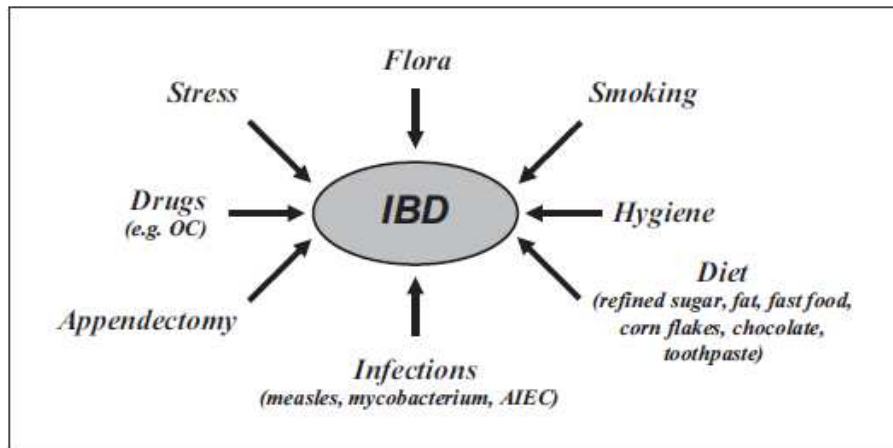 Flora
Stress
Smoking
Drugs
(e.g. OC)
IBD
Hygiene
Diet
(refined sugar, fat, fast food,
corn flakes, chocolate,
toothpaste)
Appendectomy
Infections
(measles, mycobacterium, AIEC)